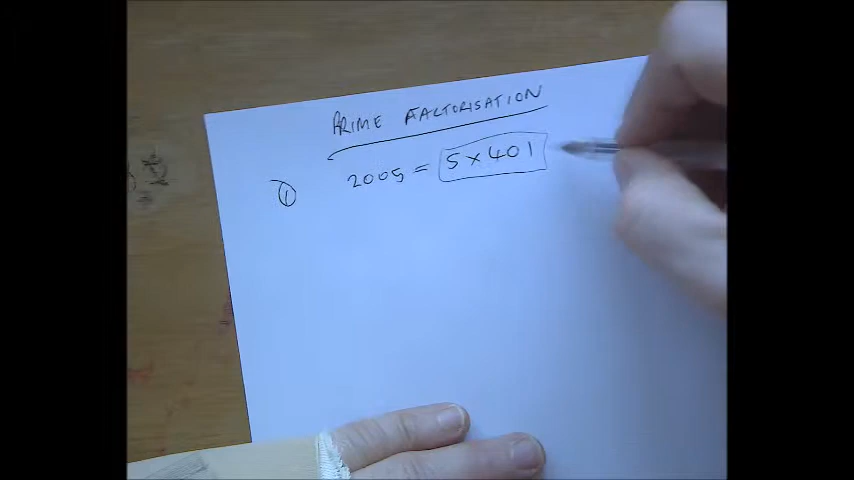 PRIME FACTORISATION
① 2005 = 5 × 401